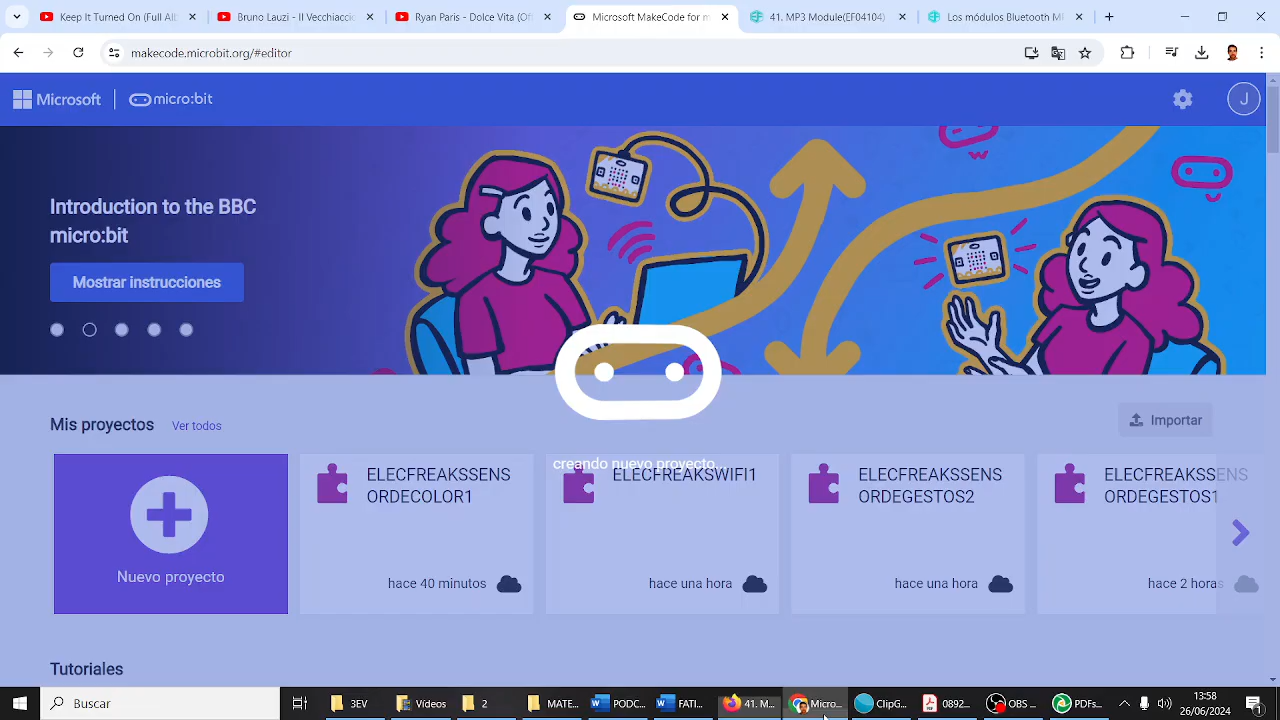 Keep It Turned (Full All
Bruno Lauzi - Il Vecchiacc
Ryan Paris - Dolce Vita (Of
Microsoft MakeCode for m
41. MP3 Module(EF04104)
Los módulos Bluetooth MI
makecode.microbit.org/#editor
Microsoft
micro:bit
J
Introduction to the BBC
micro:bit
Mostrar instrucciones
Mis proyectos
Ver todos
Importar
creando nuevo proyecto...
Nuevo proyecto
ELECFREAKSSENS
ORDECOLOR1
hace 40 minutos
ELECFREAKSWIFI1
hace una hora
ELECFREAKSSENS
ORDEGESTOS2
hace una hora
ELECFREAKSSENS
ORDEGESTOS1
hace 2 horas
Tutoriales
Buscar
3EV
Videos
2
MATE...
PODC...
FATI...
41. M...
Micro...
ClipG...
0892...
OBS ...
PFEL...
13:58
26/06/2024